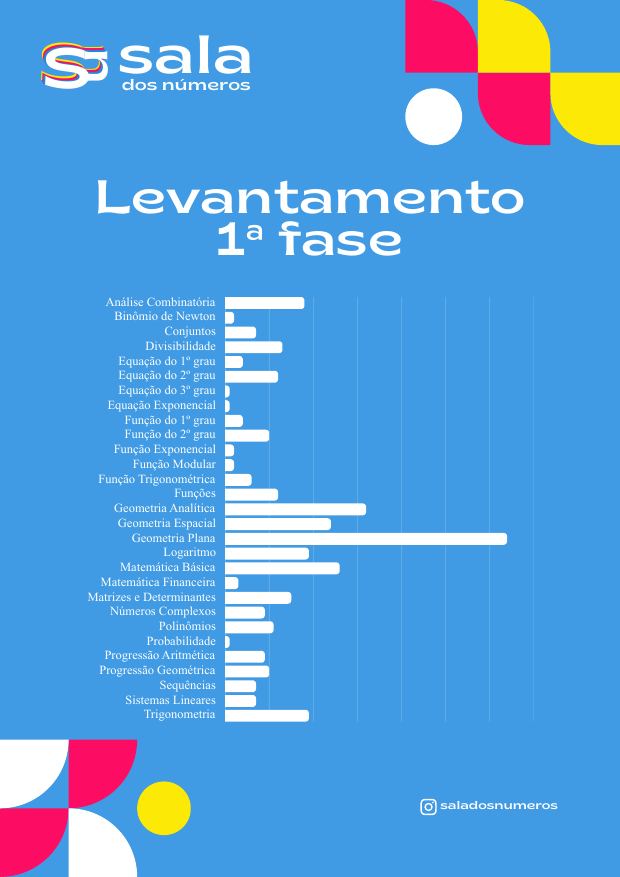 sala
dos números
Levantamento
1ª fase
Análise Combinatória
Binômio de Newton
Conjuntos
Divisibilidade
Equação do 1º grau
Equação do 2º grau
Equação do 3º grau
Equação Exponencial
Função do 1º grau
Função do 2º grau
Função Exponencial
Função Modular
Função Trigonométrica
Funções
Geometria Analítica
Geometria Espacial
Geometria Plana
Logaritmo
Matemática Básica
Matemática Financeira
Matrizes e Determinantes
Números Complexos
Polinômios
Probabilidade
Progressão Aritmética
Progressão Geométrica
Sequências
Sistemas Lineares
Trigonometria
saladosnumeros